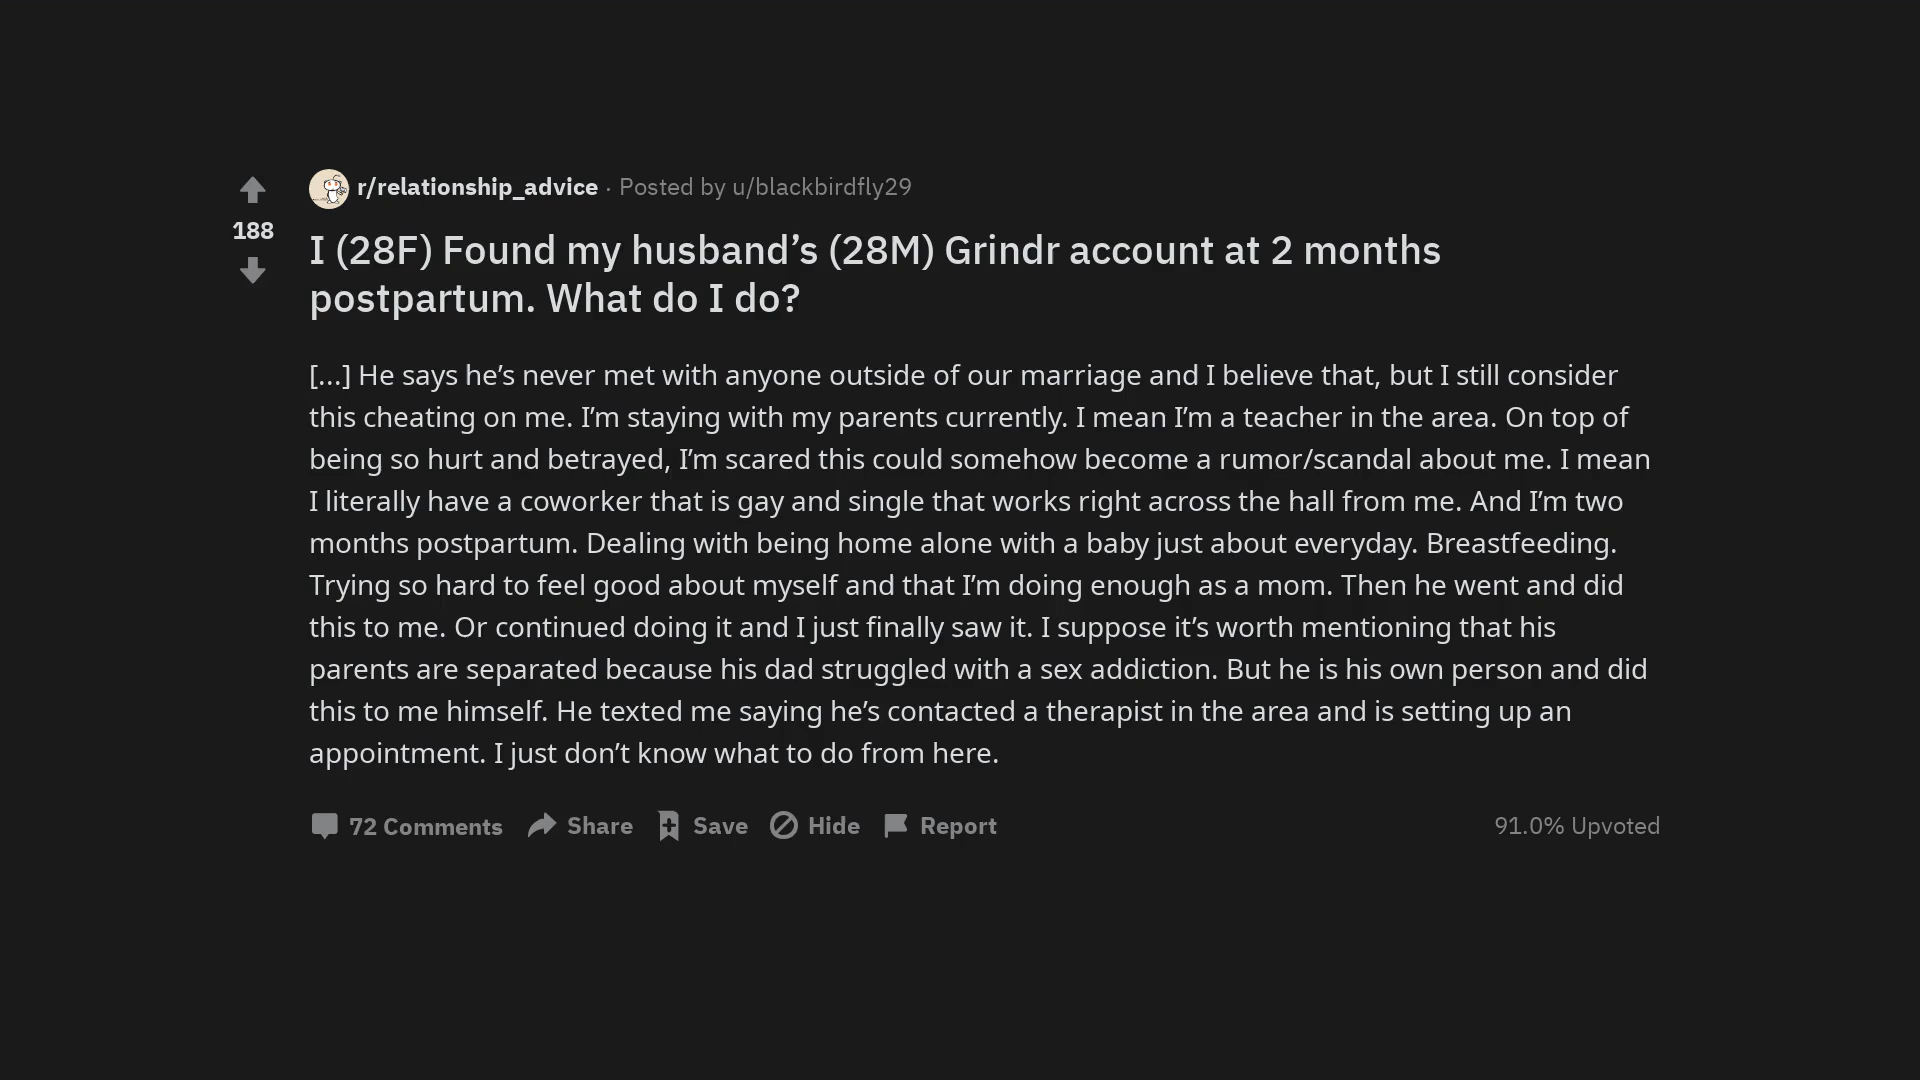 r/relationship_advice · Posted by u/blackbirdfly29
188
I (28F) Found my husband’s (28M) Grindr account at 2 months
postpartum. What do I do?
[...] He says he’s never met with anyone outside of our marriage and I believe that, but I still consider
this cheating on me. I’m staying with my parents currently. I mean I’m a teacher in the area. On top of
being so hurt and betrayed, I’m scared this could somehow become a rumor/scandal about me. I mean
I literally have a coworker that is gay and single that works right across the hall from me. And I’m two
months postpartum. Dealing with being home alone with a baby just about everyday. Breastfeeding.
Trying so hard to feel good about myself and that I’m doing enough as a mom. Then he went and did
this to me. Or continued doing it and I just finally saw it. I suppose it’s worth mentioning that his
parents are separated because his dad struggled with a sex addiction. But he is his own person and did
this to me himself. He texted me saying he’s contacted a therapist in the area and is setting up an
appointment. I just don’t know what to do from here.
72 Comments Share Save Hide Report 91.0% Upvoted